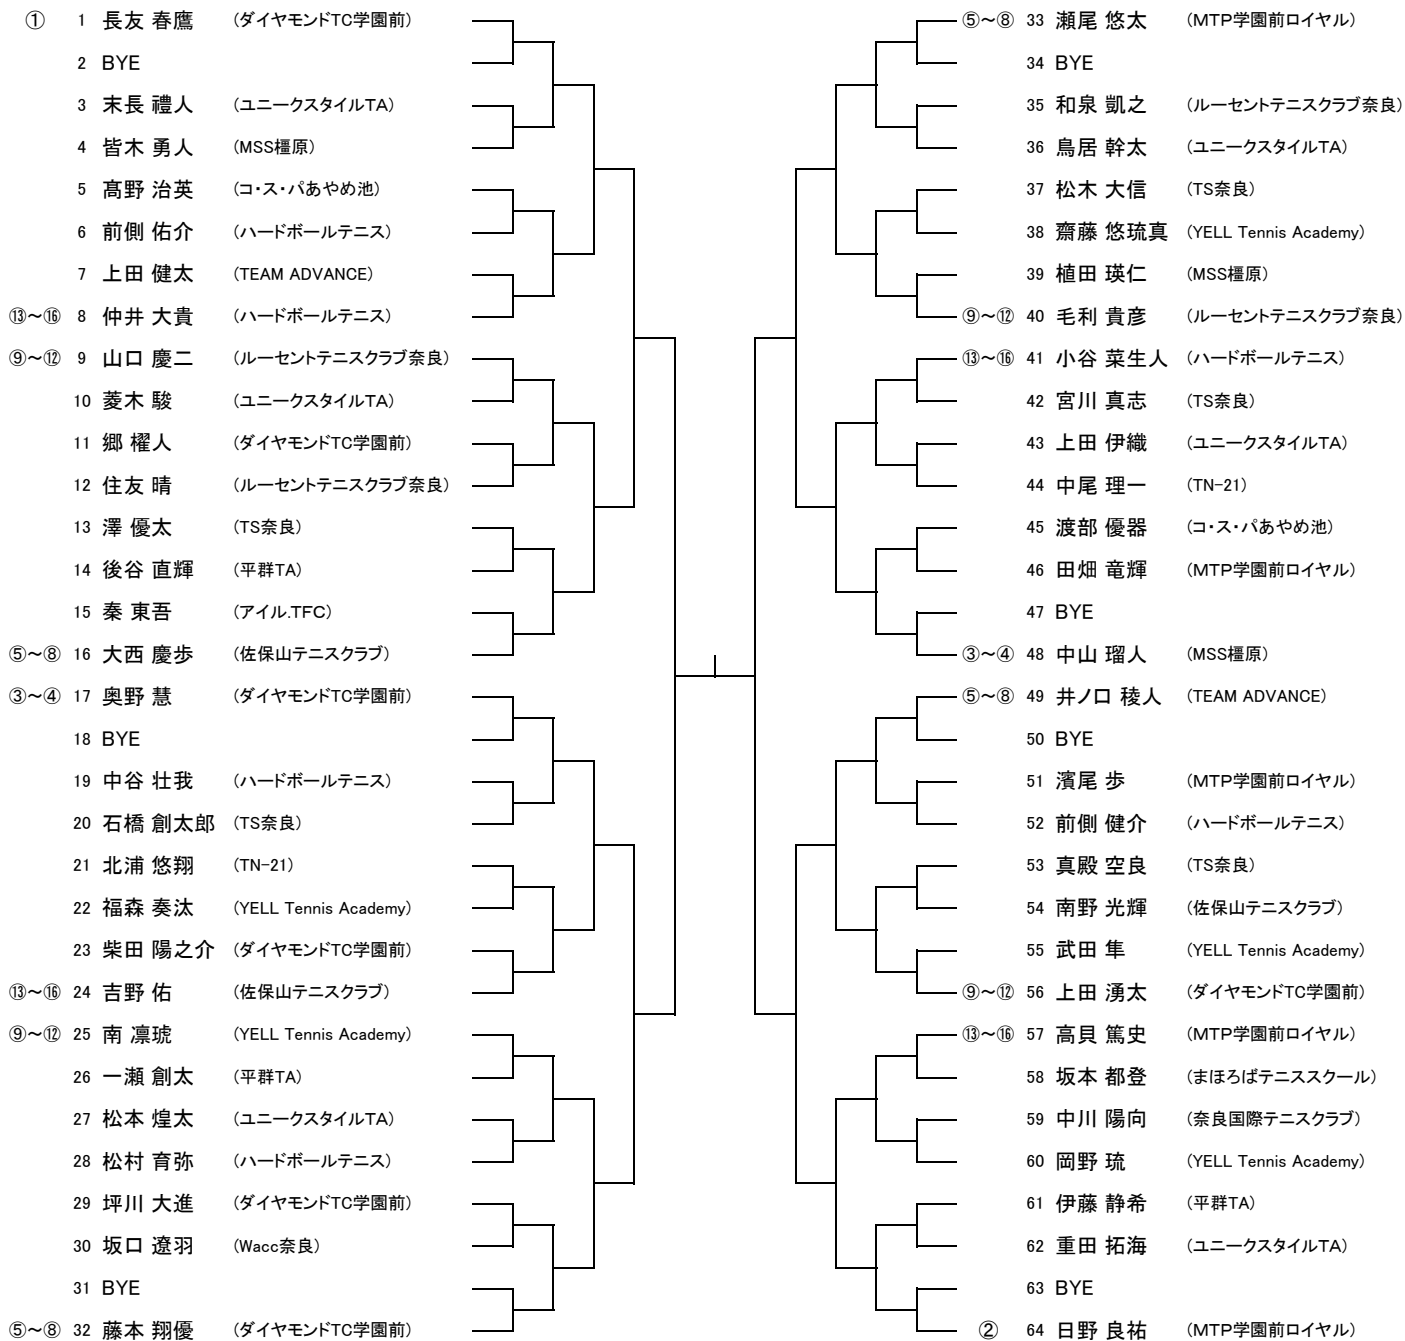 ① 1 長友 春鷹 (ダイヤモンドTC学園前)
2 BYE
3 末長 禮人 (ユニークスタイルTA)
4 皆木 勇人 (MSS橿原)
5 髙野 治英 (コ・ス・パあやめ池)
6 前側 佑介 (ハードボールテニス)
7 上田 健太 (TEAM ADVANCE)
⑬～⑯ 8 仲井 大貴 (ハードボールテニス)
⑨～⑫ 9 山口 慶二 (ルーセントテニスクラブ奈良)
10 菱木 駿 (ユニークスタイルTA)
11 郷 櫂人 (ダイヤモンドTC学園前)
12 住友 晴 (ルーセントテニスクラブ奈良)
13 澤 優太 (TS奈良)
14 後谷 直輝 (平群TA)
15 秦 東吾 (アイル.TFC)
⑤～⑧ 16 大西 慶歩 (佐保山テニスクラブ)
③～④ 17 奥野 慧 (ダイヤモンドTC学園前)
18 BYE
19 中谷 壮我 (ハードボールテニス)
20 石橋 創太郎 (TS奈良)
21 北浦 悠翔 (TN-21)
22 福森 奏汰 (YELL Tennis Academy)
23 柴田 陽之介 (ダイヤモンドTC学園前)
⑬～⑯ 24 吉野 佑 (佐保山テニスクラブ)
⑨～⑫ 25 南 凛琥 (YELL Tennis Academy)
26 一瀬 創太 (平群TA)
27 松本 煌太 (ユニークスタイルTA)
28 松村 育弥 (ハードボールテニス)
29 坪川 大進 (ダイヤモンドTC学園前)
30 坂口 遼羽 (Wacc奈良)
31 BYE
⑤～⑧ 32 藤本 翔優 (ダイヤモンドTC学園前)
⑤～⑧ 33 瀬尾 悠太 (MTP学園前ロイヤル)
34 BYE
35 和泉 凱之 (ルーセントテニスクラブ奈良)
36 鳥居 幹太 (ユニークスタイルTA)
37 松木 大信 (TS奈良)
38 齋藤 悠琉真 (YELL Tennis Academy)
39 植田 瑛仁 (MSS橿原)
⑨～⑫ 40 毛利 貴彦 (ルーセントテニスクラブ奈良)
⑬～⑯ 41 小谷 菜生人 (ハードボールテニス)
42 宮川 真志 (TS奈良)
43 上田 伊織 (ユニークスタイルTA)
44 中尾 理一 (TN-21)
45 渡部 優器 (コ・ス・パあやめ池)
46 田畑 竜輝 (MTP学園前ロイヤル)
47 BYE
③～④ 48 中山 瑠人 (MSS橿原)
⑤～⑧ 49 井ノ口 稜人 (TEAM ADVANCE)
50 BYE
51 濱尾 歩 (MTP学園前ロイヤル)
52 前側 健介 (ハードボールテニス)
53 真殿 空良 (TS奈良)
54 南野 光輝 (佐保山テニスクラブ)
55 武田 隼 (YELL Tennis Academy)
⑨～⑫ 56 上田 湧太 (ダイヤモンドTC学園前)
⑬～⑯ 57 高貝 篤史 (MTP学園前ロイヤル)
58 坂本 都登 (まほろばテニススクール)
59 中川 陽向 (奈良国際テニスクラブ)
60 岡野 琉 (YELL Tennis Academy)
61 伊藤 静希 (平群TA)
62 重田 拓海 (ユニークスタイルTA)
63 BYE
② 64 日野 良祐 (MTP学園前ロイヤル)